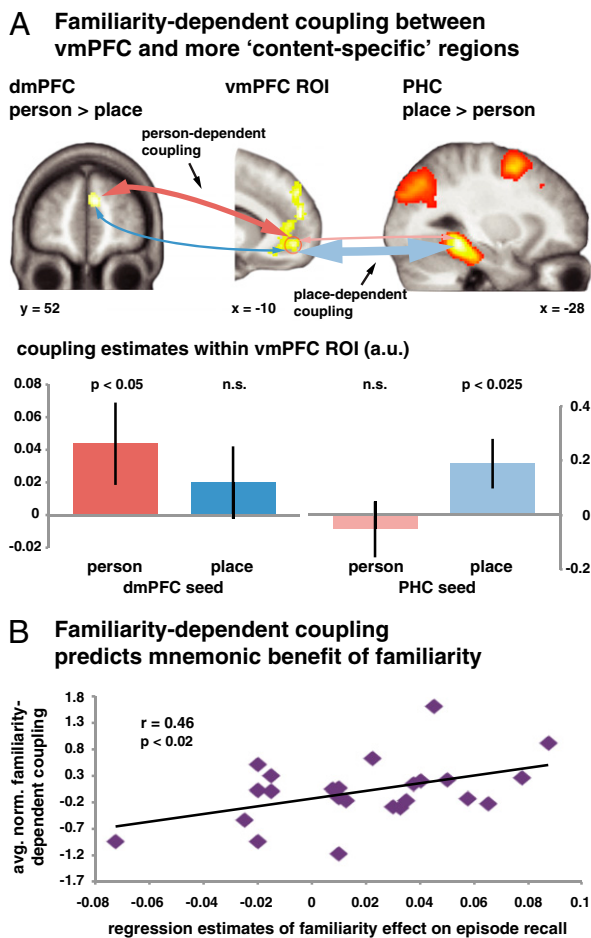 A Familiarity-dependent coupling between
vmPFC and more ‘content-specific’ regions
dmPFC
person > place
vmPFC ROI
PHC
place > person
person-dependent
coupling
place-dependent
coupling
y = 52
x = -10
x = -28
coupling estimates within vmPFC ROI (a.u.)
0.08
0.06
0.04
0.02
0
-0.02
p < 0.05
n.s.
n.s.
p < 0.025
0.4
0.2
0
-0.2
person
place
person
place
dmPFC seed
PHC seed
B Familiarity-dependent coupling
predicts mnemonic benefit of familiarity
avg. norm. familiarity-
dependent coupling
1.8
1.3
0.8
0.3
-0.2
-0.7
-1.2
-1.7
r = 0.46
p < 0.02
-0.08 -0.06 -0.04 -0.02 0 0.02 0.04 0.06 0.08 0.1
regression estimates of familiarity effect on episode recall